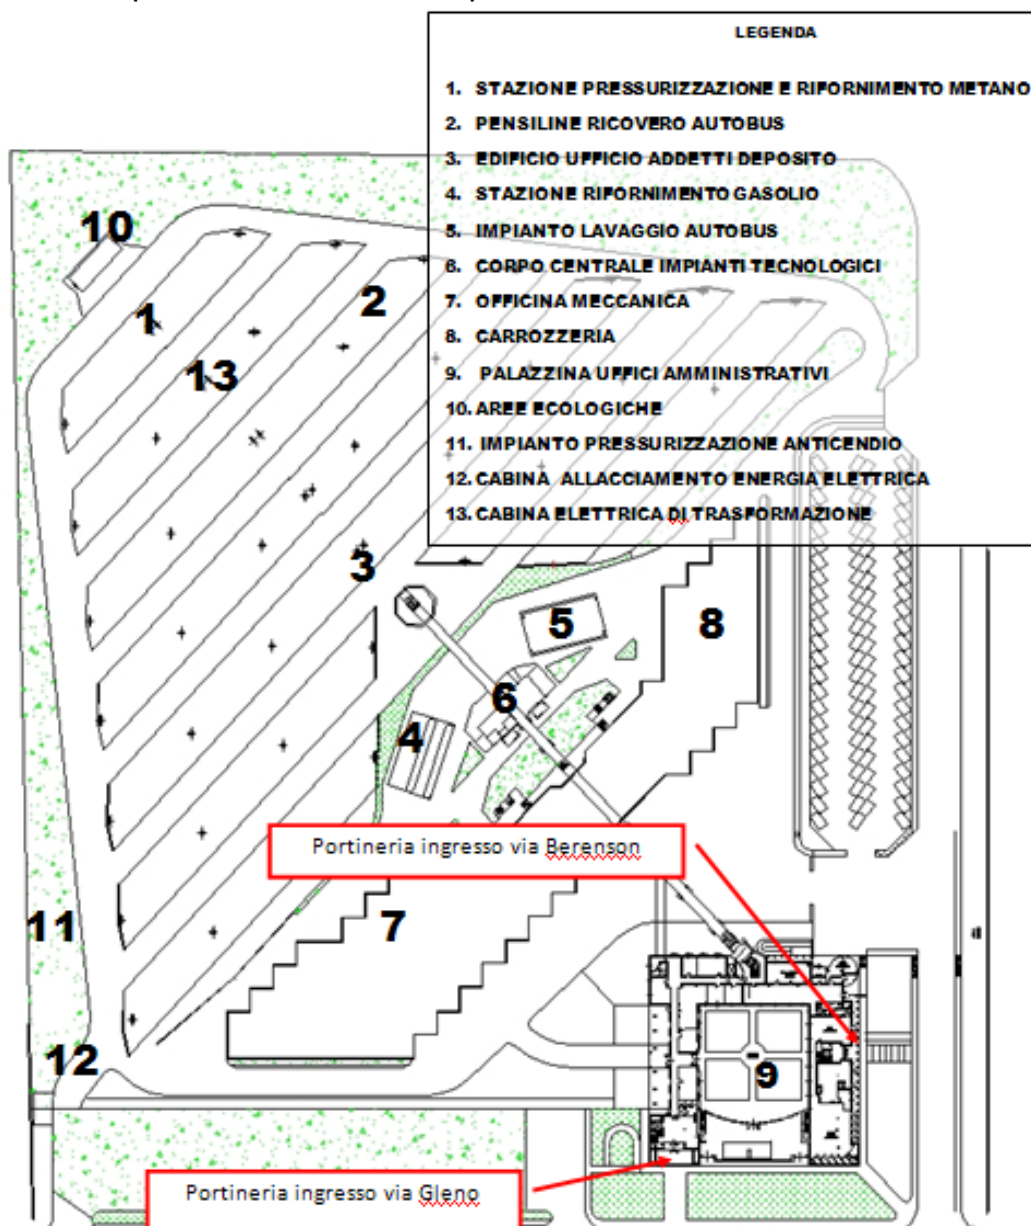 LEGENDA
1. STAZIONE PRESSURIZZAZIONE E RIFORNIMENTO METANO
2. PENSILINE RICOVERO AUTOBUS
3. EDIFICIO UFFICIO ADDETTI DEPOSITO
4. STAZIONE RIFORNIMENTO GASOLIO
5. IMPIANTO LAVAGGIO AUTOBUS
6. CORPO CENTRALE IMPIANTI TECNOLOGICI
7. OFFICINA MECCANICA
8. CARROZZERIA
9. PALAZZINA UFFICI AMMINISTRATIVI
10. AREE ECOLOGICHE
11. IMPIANTO PRESSURIZZAZIONE ANTICENDIO
12. CABINA ALLACCIAMENTO ENERGIA ELETTRICA
13. CABINA ELETTRICA DI TRASFORMAZIONE
10
1
2
13
3
5
8
6
4
Portineria ingresso via Berenson
7
11
12
9
Portineria ingresso via Gleno